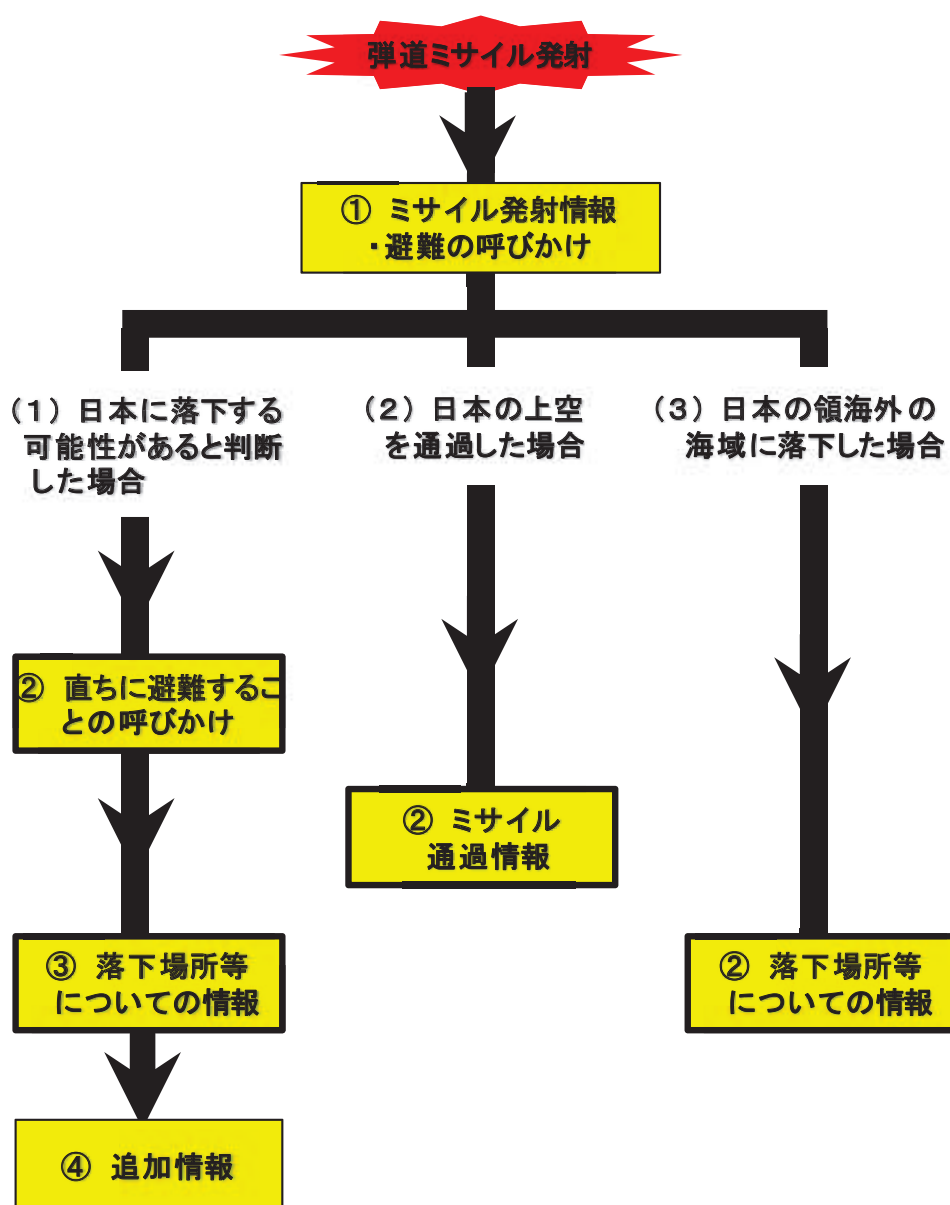 弾道ミサイル発射
① ミサイル発射情報
・避難の呼びかけ
(1)日本に落下する
可能性があると判断
した場合
(2)日本の上空
を通過した場合
(3)日本の領海外の
海域に落下した場合
② 直ちに避難するこ
との呼びかけ
② ミサイル
通過情報
③ 落下場所等
についての情報
② 落下場所等
についての情報
④ 追加情報